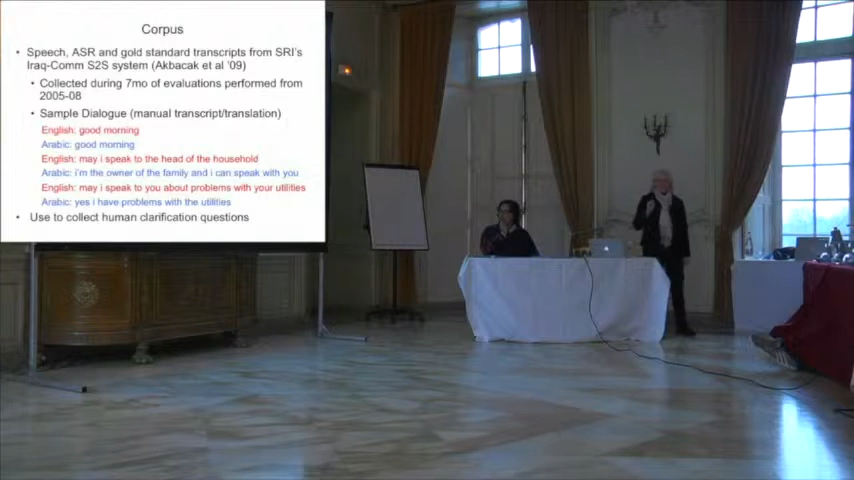 Corpus
• Speech, ASR and gold standard transcripts from SRI's
Iraq-Comm S2S system (Akbacak et al '09)
• Collected during 7mo of evaluations performed from
2005-08
• Sample Dialogue (manual transcript/translation)
English: good morning
Arabic: good morning
English: may i speak to the head of the household
Arabic: i'm the owner of the family and i can speak with you
English: may i speak to you about problems with your utilities
Arabic: yes i have problems with the utilities
• Use to collect human clarification questions